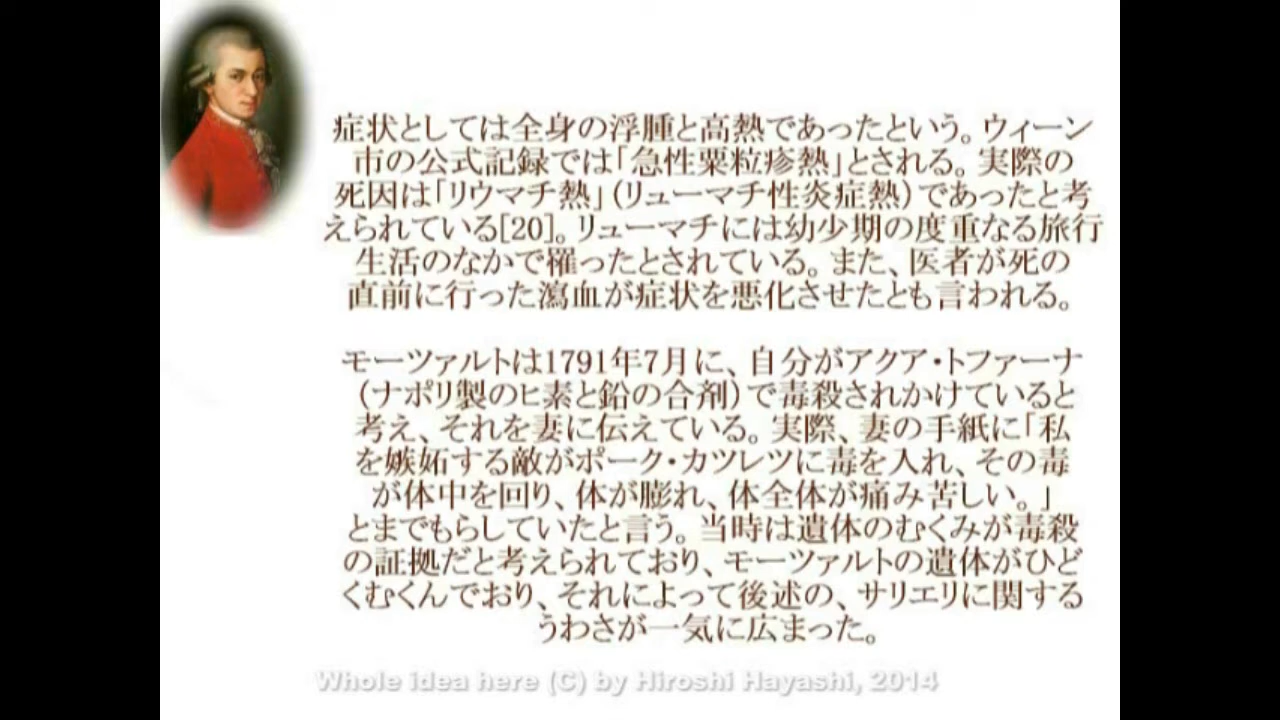 症状としては全身の浮腫と高熱であったという。ウィーン
市の公式記録では「急性粟粒疹熱」とされる。実際の
死因は「リウマチ熱」（リューマチ性炎症熱）であったと考
えられている[20]。リューマチには幼少期の度重なる旅行
生活のなかで罹ったとされている。また、医者が死の
直前に行った瀉血が症状を悪化させたとも言われる。
モーツァルトは1791年7月に、自分がアクア・トファーナ
（ナポリ製のヒ素と鉛の合剤）で毒殺されかけていると
考え、それを妻に伝えている。実際、妻の手紙に「私
を嫉妬する敵がポーク・カツレツに毒を入れ、その毒
が体中を回り、体が膨れ、体全体が痛み苦しい。」
とまでもらしていたと言う。当時は遺体のむくみが毒殺
の証拠だと考えられており、モーツァルトの遺体がひど
くむくんでおり、それによって後述の、サリエリに関する
うわさが一気に広まった。
Whole idea here (C) by Hiroshi Hayashi, 2014